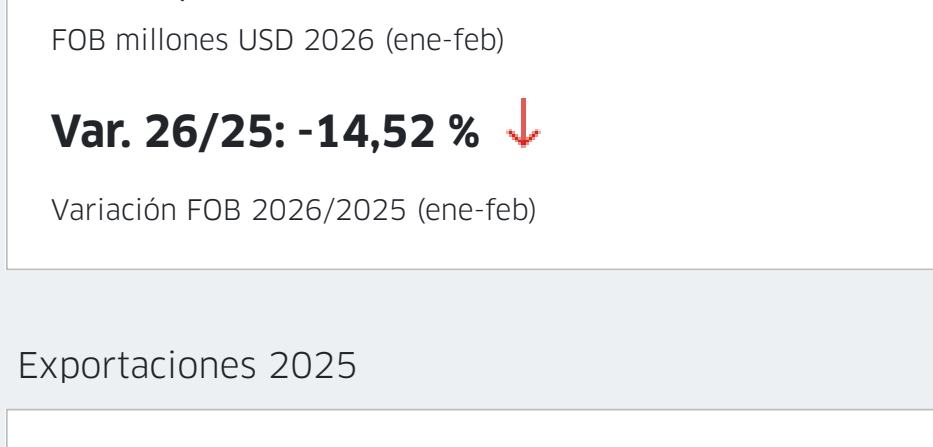 FOB millones USD 2026 (ene-feb)
Var. 26/25: -14,52 %
Variación FOB 2026/2025 (ene-feb)
Exportaciones 2025